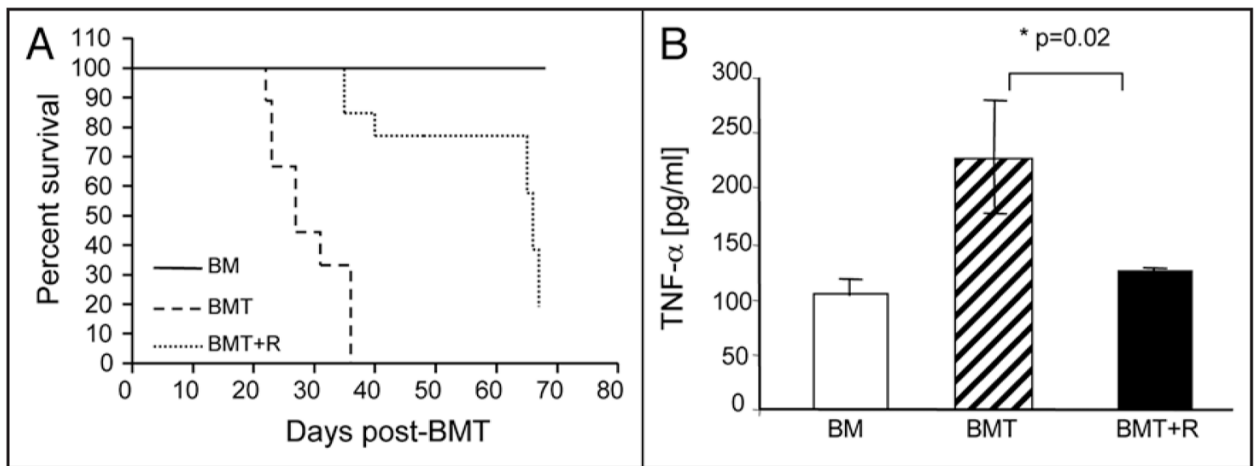 A
110
100
90
80
70
60
50
40
30
20
10
0
Percent survival
BM
BMT
BMT+R
0 10 20 30 40 50 60 70 80
Days post-BMT
B
* p=0.02
300
250
200
150
100
50
0
TNF-α [pg/ml]
BM BMT BMT+R